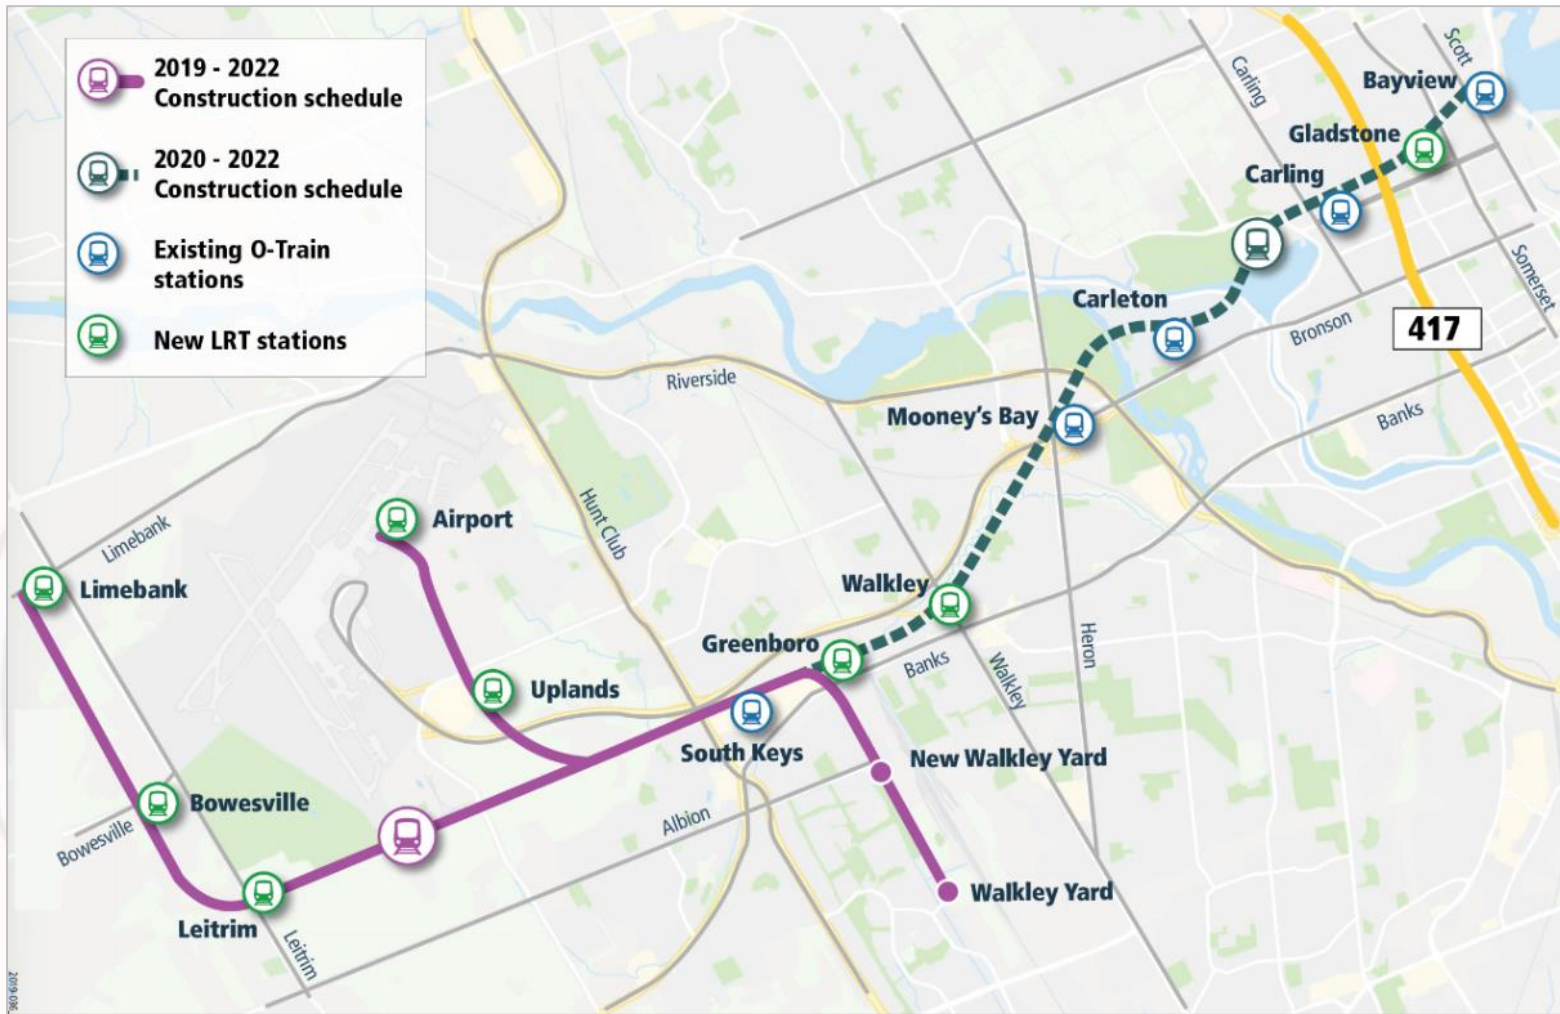 2019 - 2022
Construction schedule
2020 - 2022
Construction schedule
Existing O-Train
stations
New LRT stations
Scott
Bayview
Carling
Gladstone
Carling
Somerset
Carleton
Bronson
417
Riverside
Mooney's Bay
Banks
Hunt Club
Airport
Limebank
Limebank
Walkley
Greenboro
Heron
Banks
Walkley
Uplands
South Keys
New Walkley Yard
Bowesville
Bowesville
Albion
Walkley Yard
Leitrim
Leitrim
2019-096